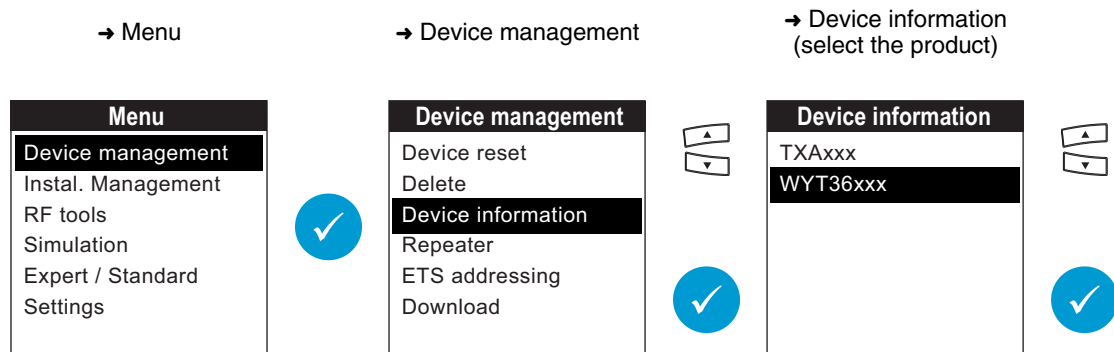 ➜ Menu
➜ Device management
➜ Device information
(select the product)
Menu
Device management
Instal. Management
RF tools
Simulation
Expert / Standard
Settings
Device management
Device reset
Delete
Device information
Repeater
ETS addressing
Download
Device information
TXAxxx
WYT36xxx